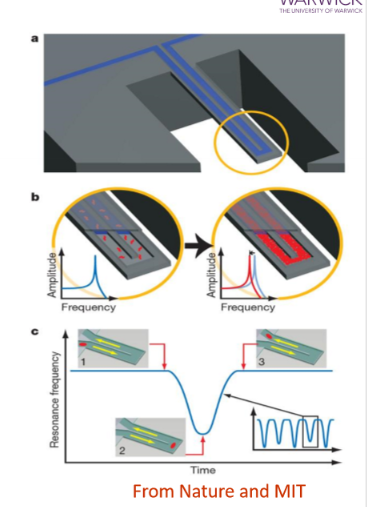 WARWICK
THE UNIVERSITY OF WARWICK
a
b
Amplitude
Frequency
Amplitude
Frequency
c
Resonance frequency
1
3
2
Time
From Nature and MIT